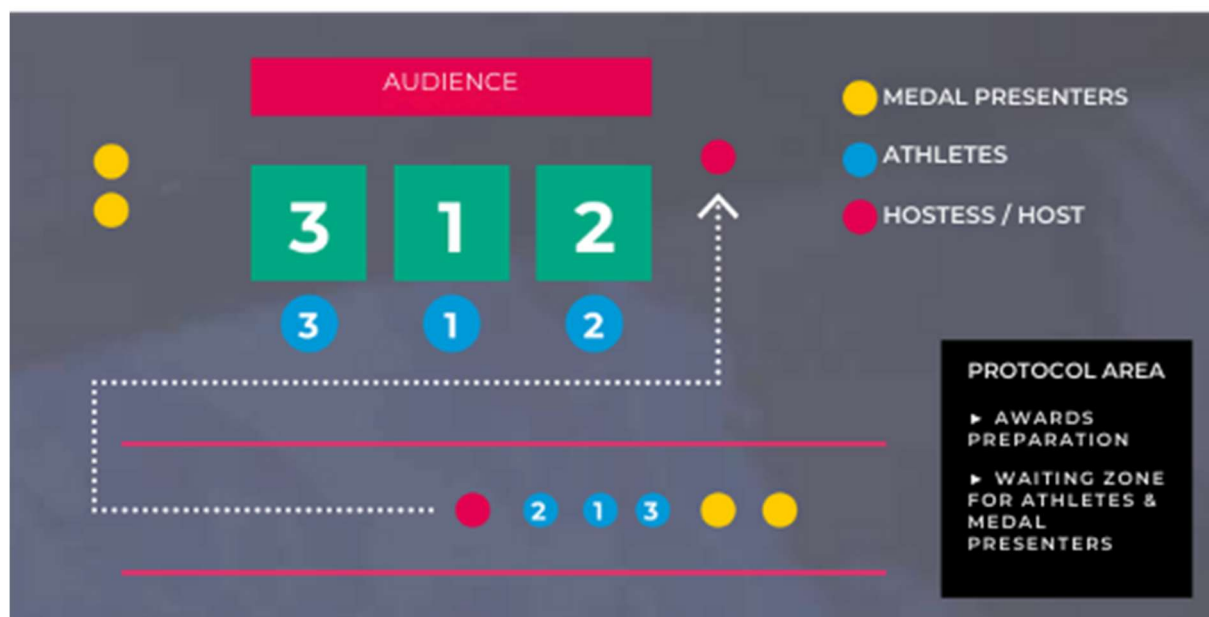 AUDIENCE
MEDAL PRESENTERS
ATHLETES
HOSTESS / HOST
3 1 2
3 1 2
PROTOCOL AREA
► AWARDS
PREPARATION
► WAITING ZONE
FOR ATHLETES &
MEDAL
PRESENTERS
2 1 3